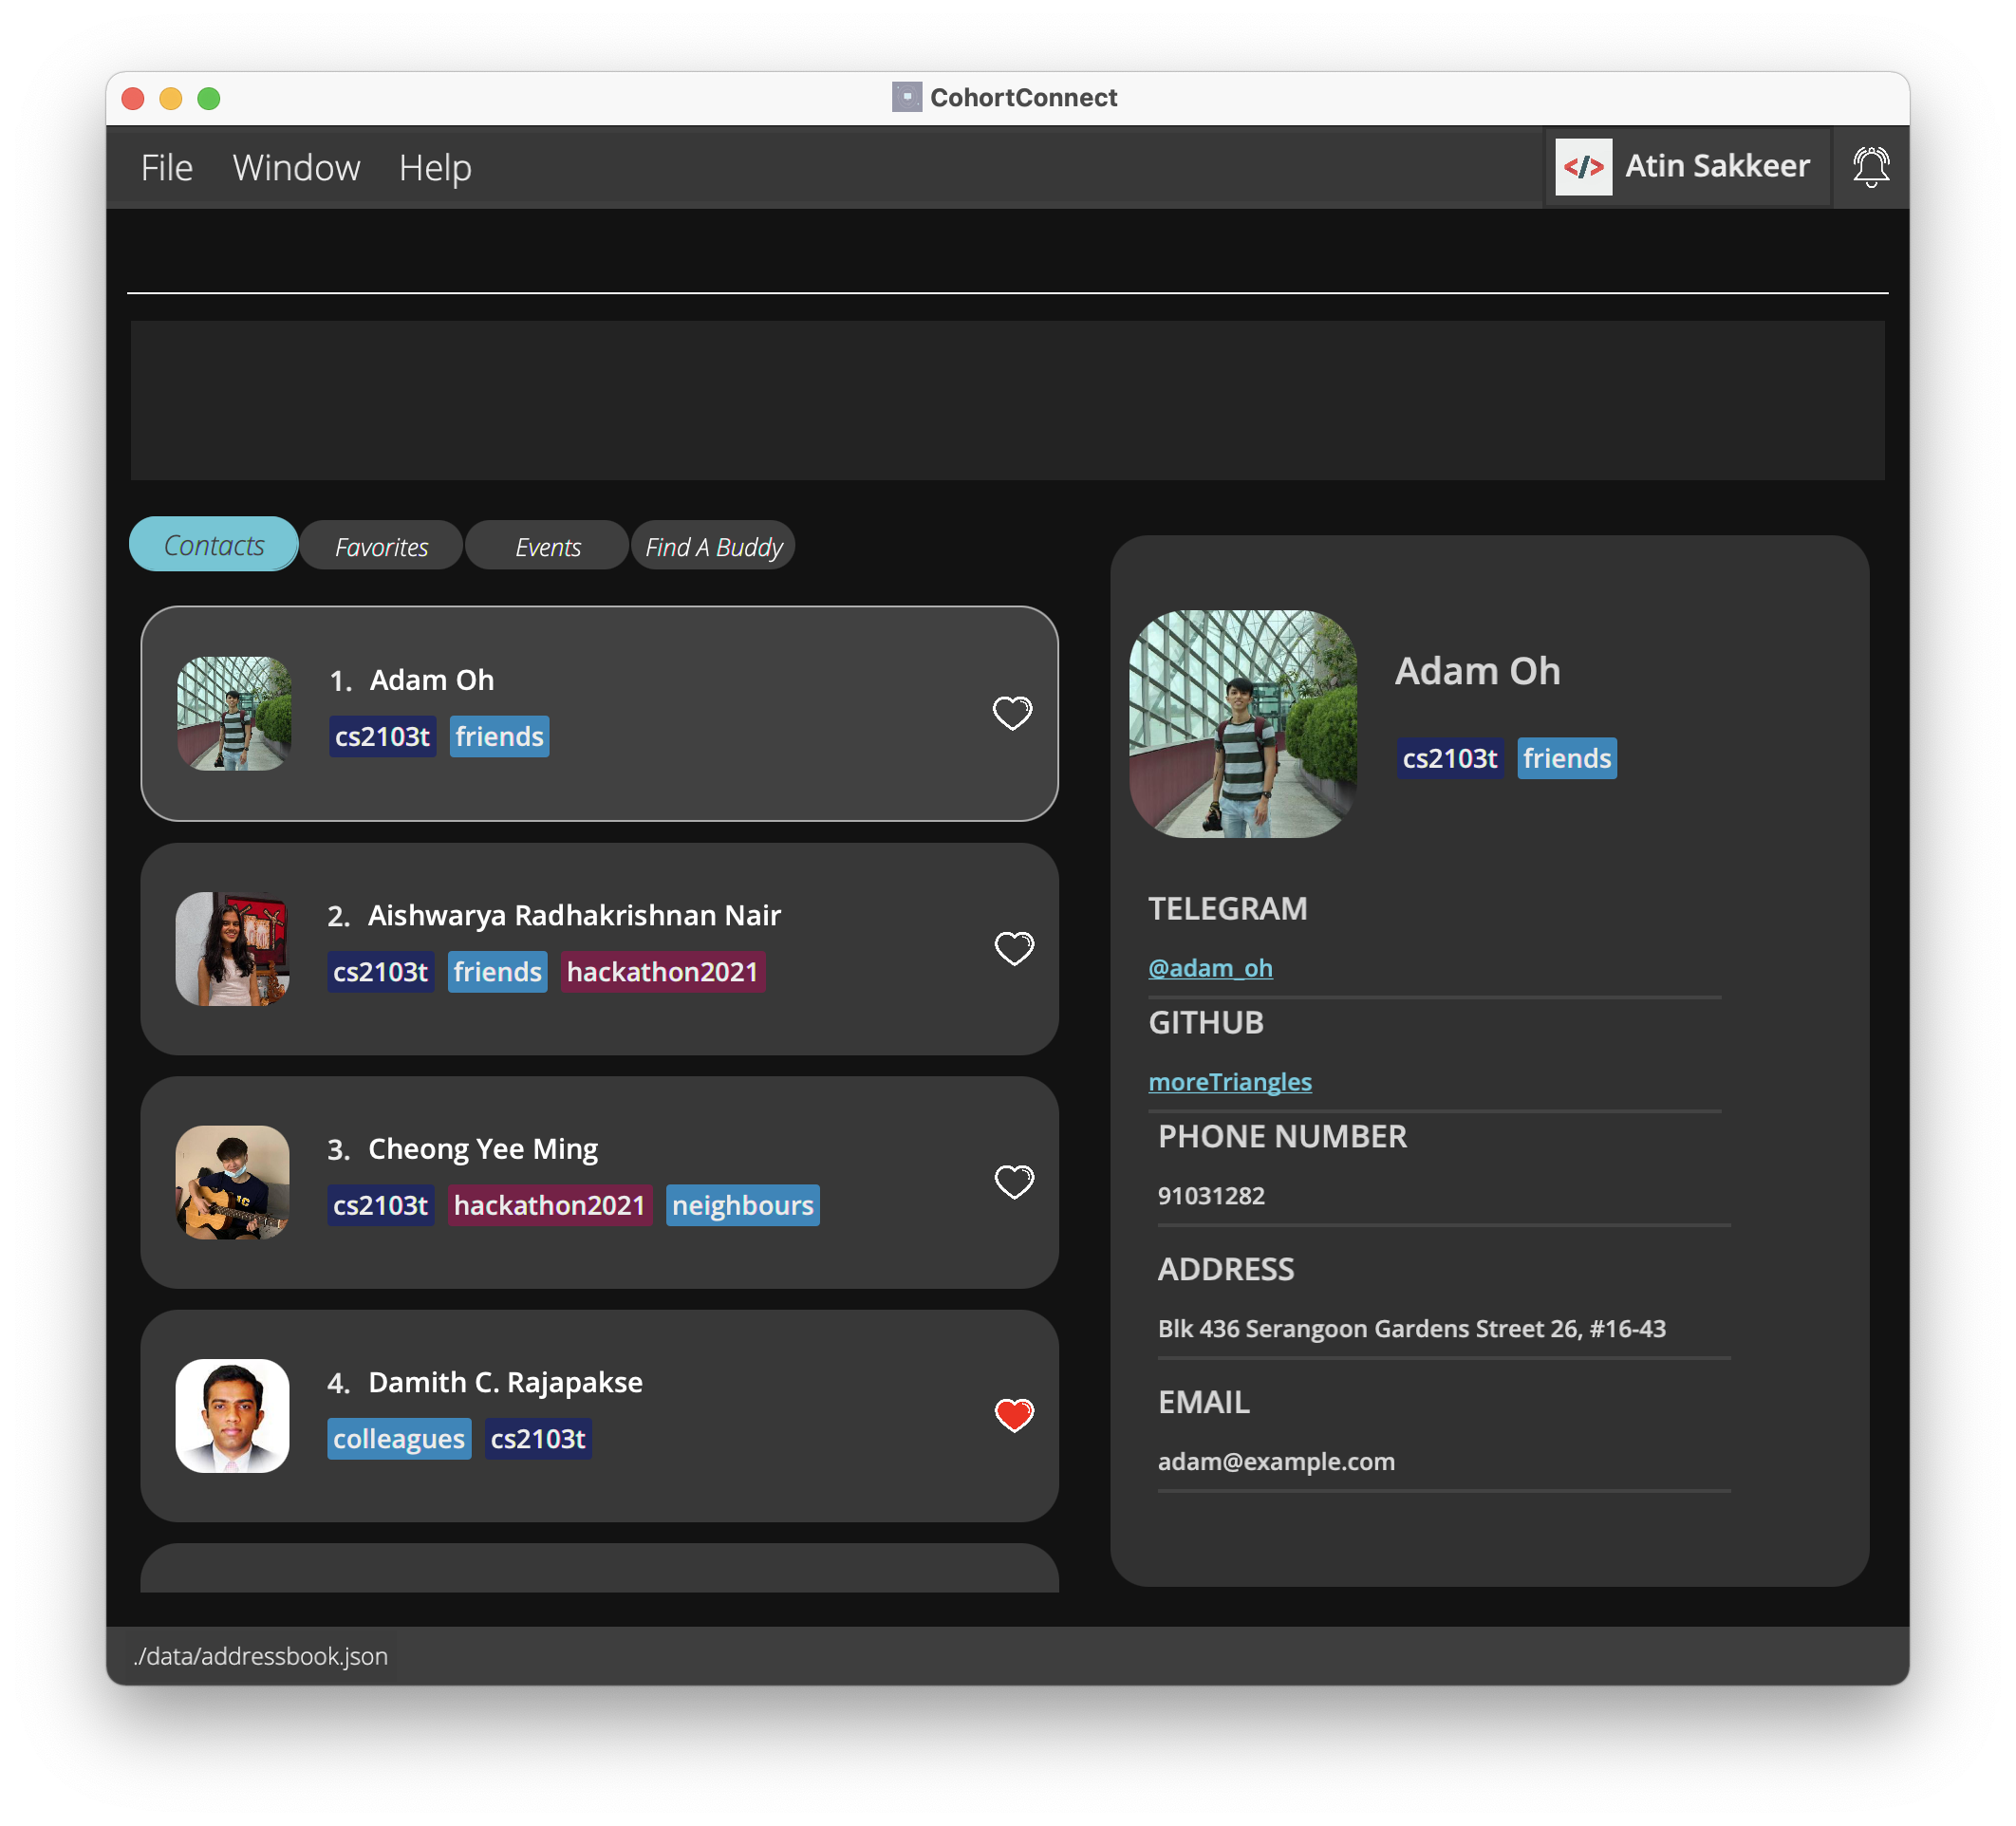 CohortConnect
File Window Help
</> Atin Sakkeer
Contacts Favorites Events Find A Buddy
1. Adam Oh
cs2103t friends
2. Aishwarya Radhakrishnan Nair
cs2103t friends hackathon2021
3. Cheong Yee Ming
cs2103t hackathon2021 neighbours
4. Damith C. Rajapakse
colleagues cs2103t
Adam Oh
cs2103t friends
TELEGRAM
@adam_oh
GITHUB
moreTriangles
PHONE NUMBER
91031282
ADDRESS
Blk 436 Serangoon Gardens Street 26, #16-43
EMAIL
adam@example.com
./data/addressbook.json